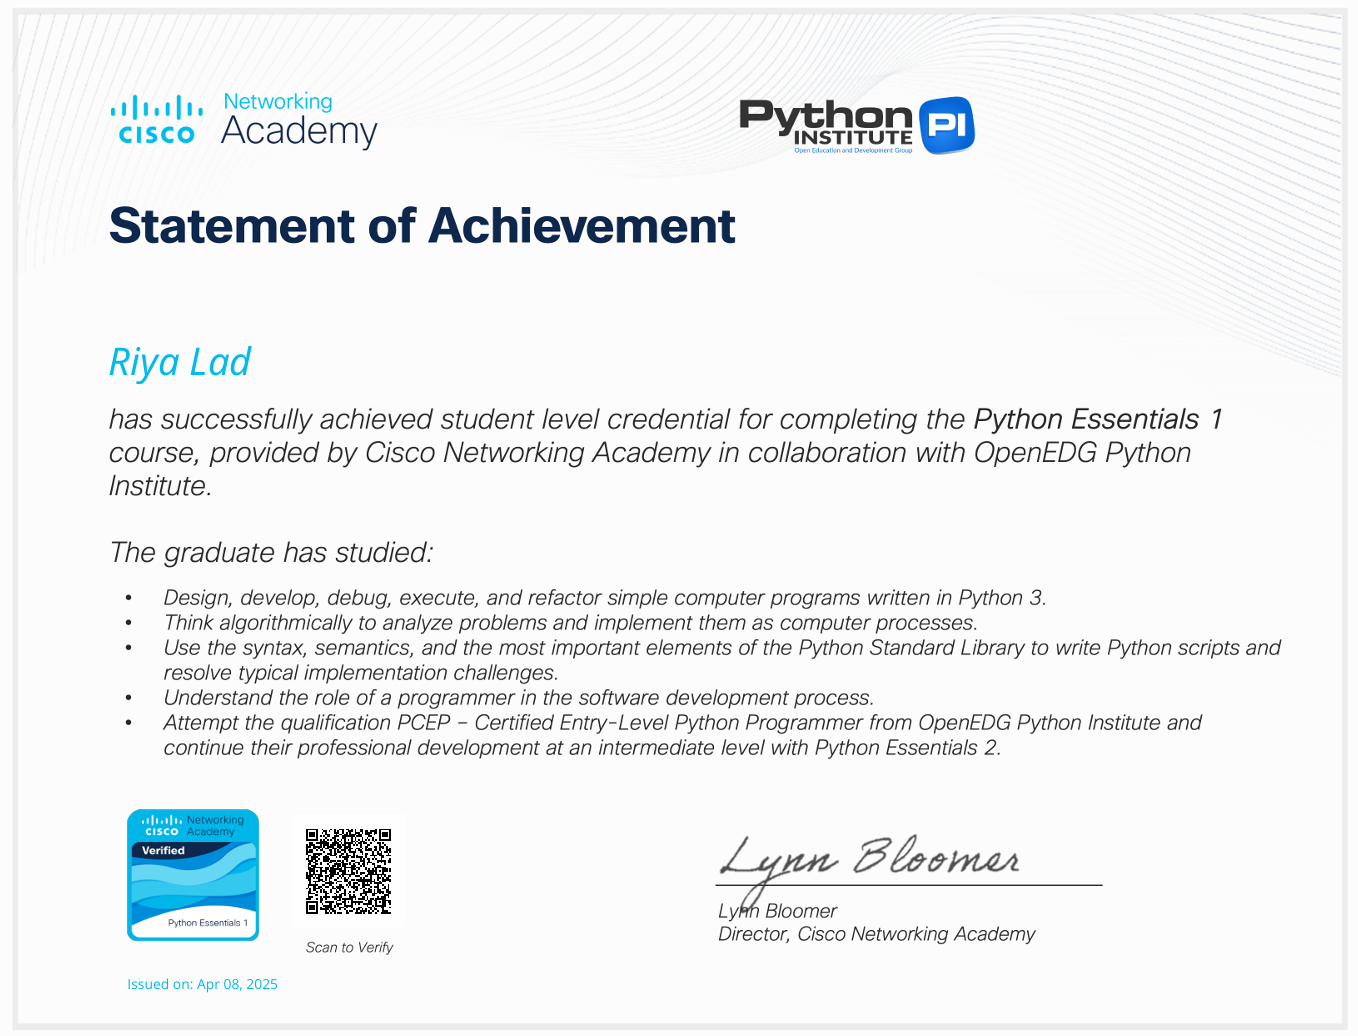 Networking
Academy
CISCO
Python
INSTITUTE
Open Education and Development Group
PI
Statement of Achievement
Riya Lad
has successfully achieved student level credential for completing the Python Essentials 1
course, provided by Cisco Networking Academy in collaboration with OpenEDG Python
Institute.
The graduate has studied:
• Design, develop, debug, execute, and refactor simple computer programs written in Python 3.
• Think algorithmically to analyze problems and implement them as computer processes.
• Use the syntax, semantics, and the most important elements of the Python Standard Library to write Python scripts and
resolve typical implementation challenges.
• Understand the role of a programmer in the software development process.
• Attempt the qualification PCEP – Certified Entry-Level Python Programmer from OpenEDG Python Institute and
continue their professional development at an intermediate level with Python Essentials 2.
Networking
CISCO Academy
Verified
Python Essentials 1
Scan to Verify
Lynn Bloomer
Lynn Bloomer
Director, Cisco Networking Academy
Issued on: Apr 08, 2025